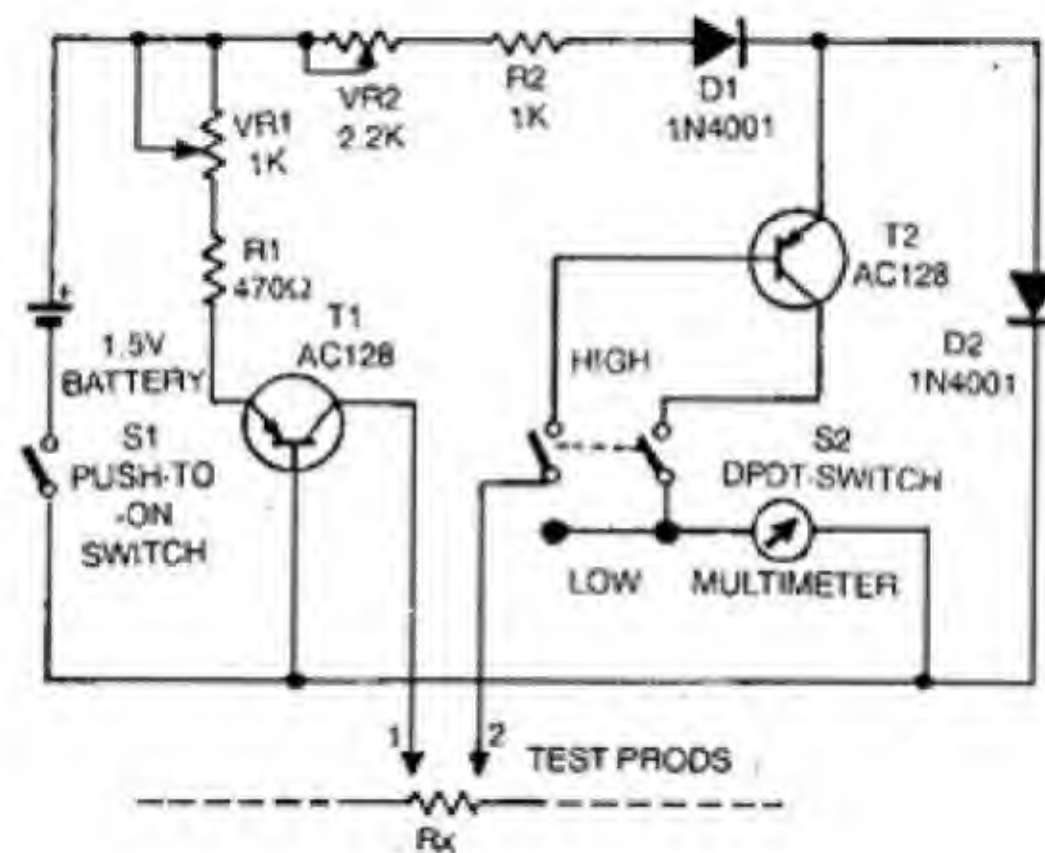 VR1
1K
VR2
2.2K
R2
1K
D1
1N4001
R1
470Ω
T1
AC128
T2
AC128
+
1.5V
BATTERY
HIGH
D2
1N4001
S1
PUSH-TO
-ON
SWITCH
S2
DPDT-SWITCH
LOW
MULTIMETER
1
2
TEST PRODS
Rx